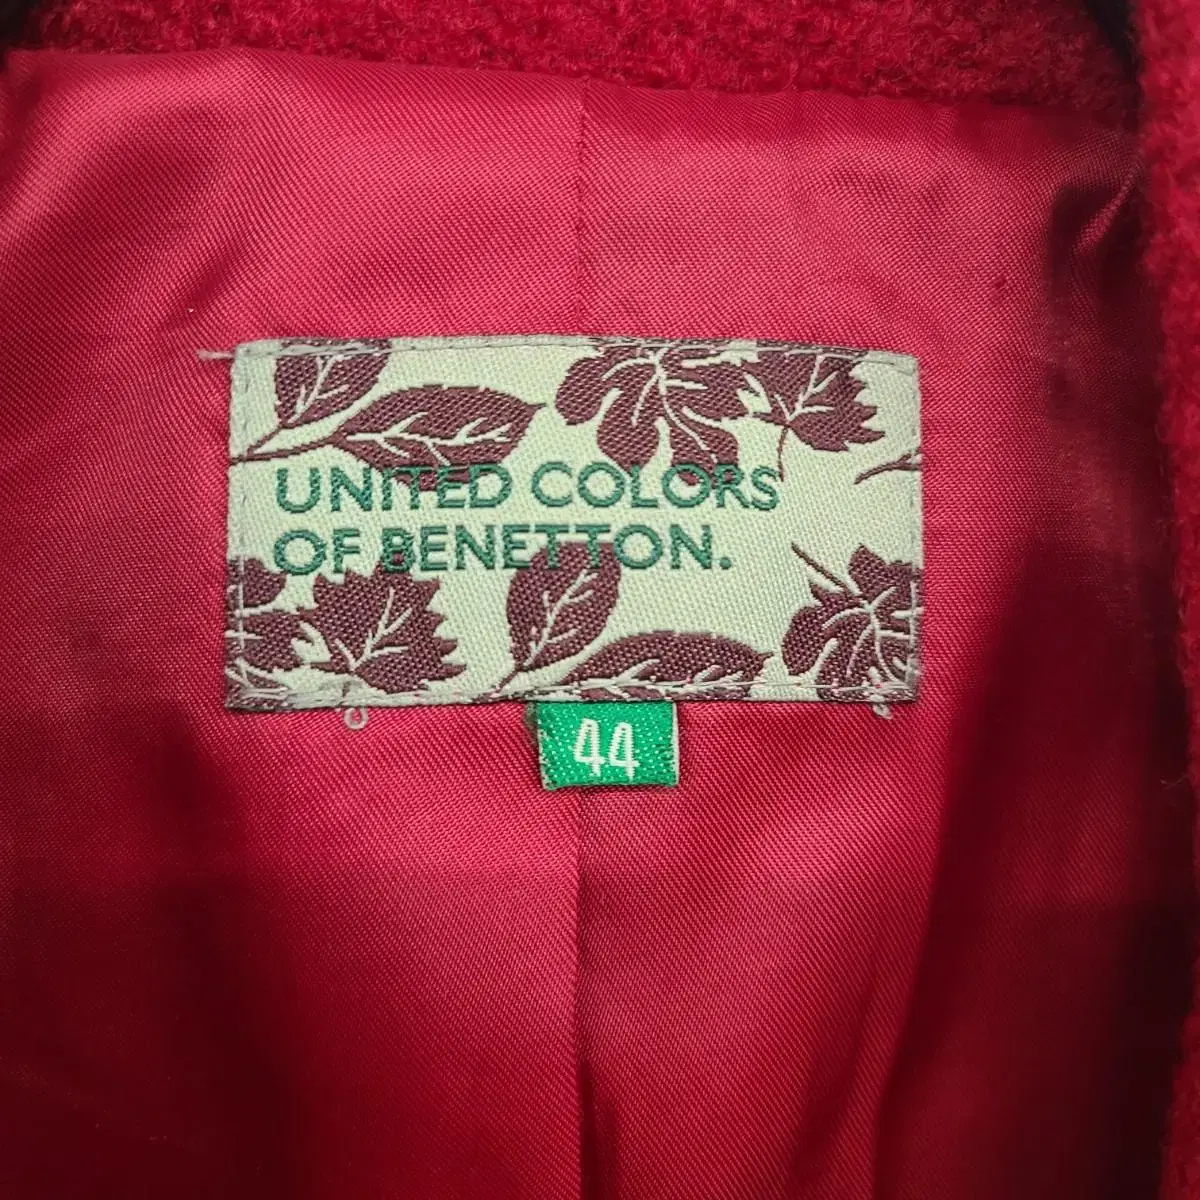 UNITED COLORS
OF BENETTON.
44